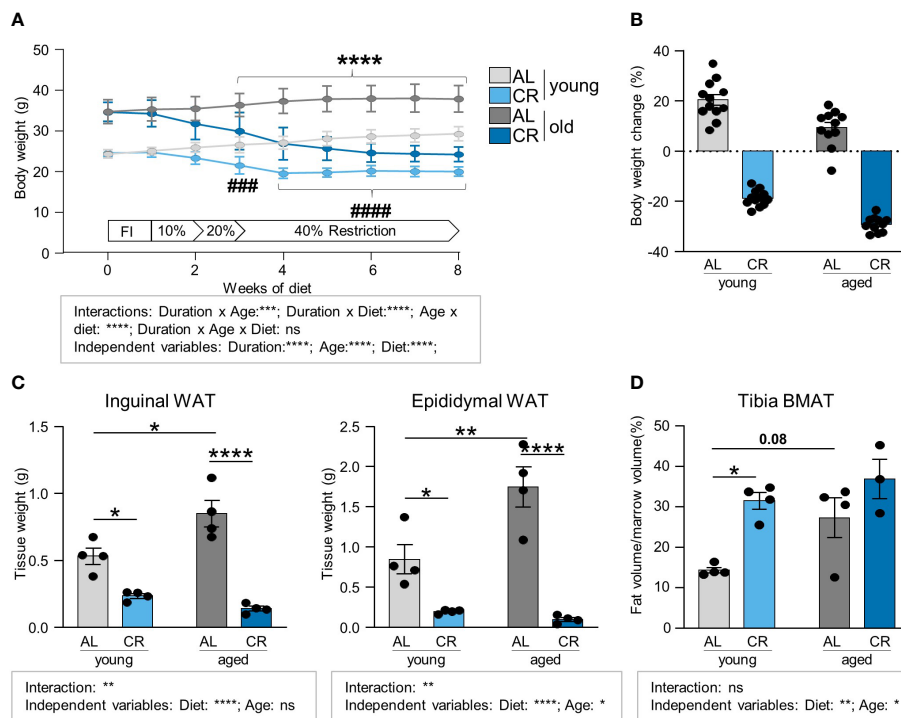 A
Body weight (g)
50
40
30
20
10
0
****
###
####
FI 10% 20% 40% Restriction
0 2 4 6 8
Weeks of diet
AL
CR
young
AL
CR
old
Interactions: Duration x Age:***; Duration x Diet:****; Age x
diet: ****; Duration x Age x Diet: ns
Independent variables: Duration:****; Age:****; Diet:****;
B
Body weight change (%)
40
20
0
-20
-40
AL CR AL CR
young aged
C
Inguinal WAT
Tissue weight (g)
1.5
1.0
0.5
0.0
*
****
*
AL CR AL CR
young aged
Interaction: **
Independent variables: Diet: ****; Age: ns
Epididymal WAT
Tissue weight (g)
2.5
2.0
1.5
1.0
0.5
0.0
**
****
*
AL CR AL CR
young aged
Interaction: **
Independent variables: Diet: ****; Age: *
D
Tibia BMAT
Fat volume/marrow volume(%)
50
40
30
20
10
0
0.08
*
AL CR AL CR
young aged
Interaction: ns
Independent variables: Diet: **; Age: *